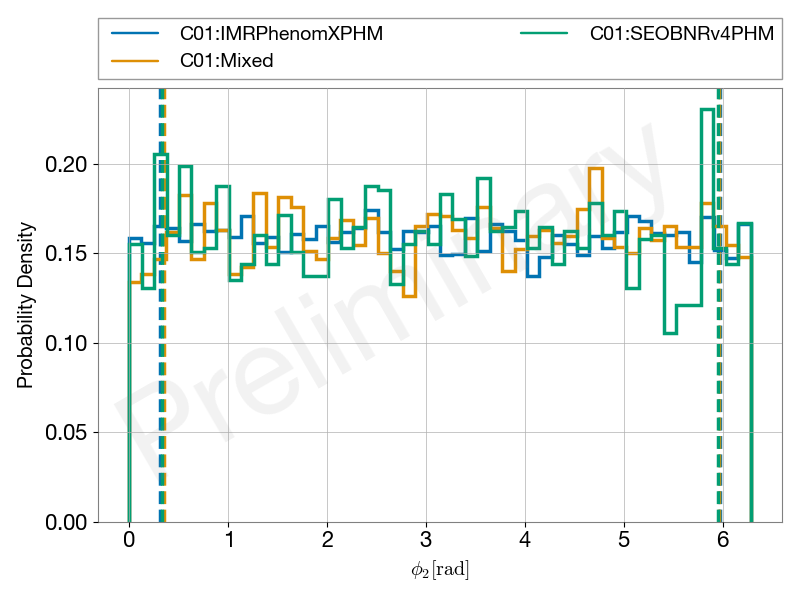 C01:IMRPhenomXPHM
C01:Mixed
C01:SEOBNRv4PHM
Preliminary
Probability Density
0.20
0.15
0.10
0.05
0.00
0 1 2 3 4 5 6
ϕ₂[rad]